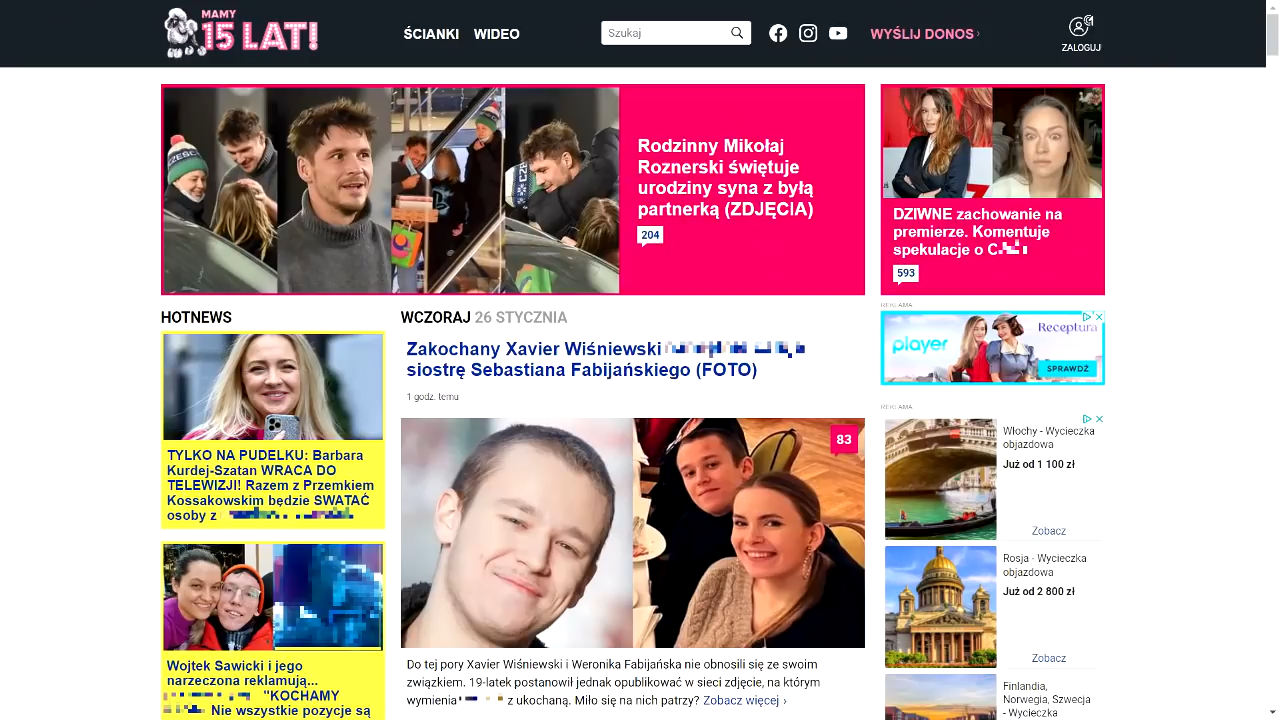 MAMY
15 LAT!
ŚCIANKI WIDEO
Szukaj
WYŚLIJ DONOS ›
ZALOGUJ
Rodzinny Mikołaj
Roznerski świętuje
urodziny syna z byłą
partnerką (ZDJĘCIA)
204
DZIWNE zachowanie na
premierze. Komentuje
spekulacje o
593
HOTNEWS
TYLKO NA PUDELKU: Barbara
Kurdej-Szatan WRACA DO
TELEWIZJI! Razem z Przemkiem
Kossakowskim będzie SWATAĆ
osoby z
Wojtek Sawicki i jego
narzeczona reklamują...
"KOCHAMY
Nie wszystkie pozycje są
WCZORAJ 26 STYCZNIA
Zakochany Xavier Wiśniewski
siostrę Sebastiana Fabijańskiego (FOTO)
1 godz. temu
83
Do tej pory Xavier Wiśniewski i Weronika Fabijańska nie obnosili się ze swoim
związkiem. 19-latek postanowił jednak opublikować w sieci zdjęcie, na którym
wymienia z ukochaną. Miło się na nich patrzy? Zobacz więcej ›
REKLAMA
player
Receptura
SPRAWDŹ
REKLAMA
Włochy - Wycieczka
objazdowa
Już od 1 100 zł
Zobacz
Rosja - Wycieczka
objazdowa
Już od 2 800 zł
Zobacz
Finlandia,
Norwegia, Szwecja
- Wycieczka